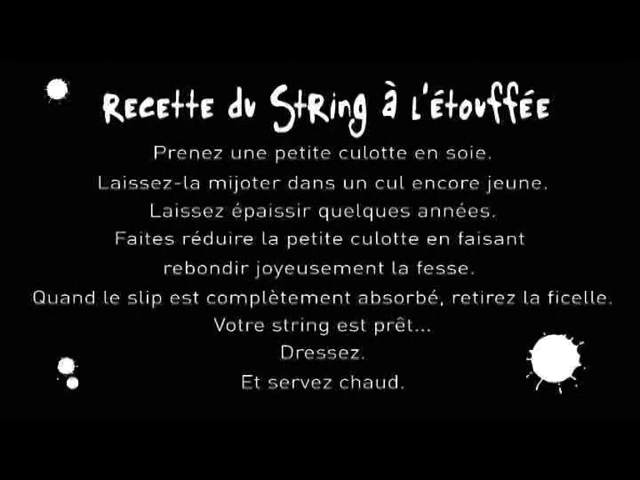 Recette du String à l'étouffée
Prenez une petite culotte en soie.
Laissez-la mijoter dans un cul encore jeune.
Laissez épaissir quelques années.
Faites réduire la petite culotte en faisant
rebondir joyeusement la fesse.
Quand le slip est complètement absorbé, retirez la ficelle.
Votre string est prêt...
Dressez.
Et servez chaud.